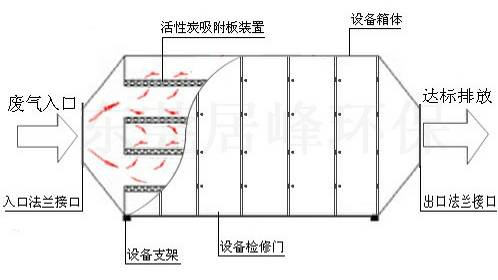 活性炭吸附板装置
设备箱体
废气入口
达标排放
入口法兰接口
出口法兰接口
设备支架
设备检修门